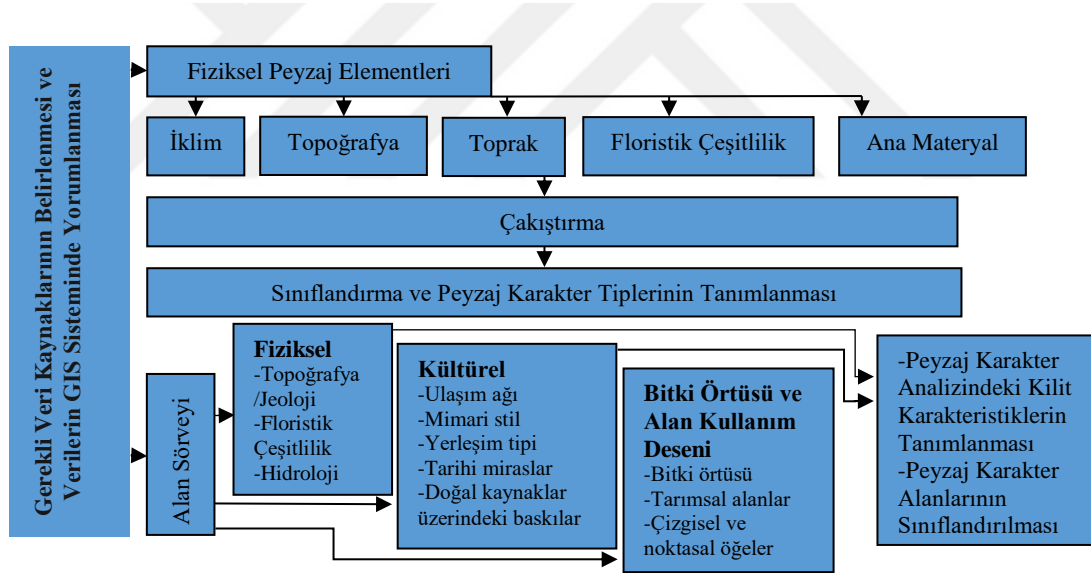 Gerekli Veri Kaynaklarının Belirlenmesi ve
Verilerin GIS Sisteminde Yorumlanması
Fiziksel Peyzaj Elementleri
İklim
Topoğrafya
Toprak
Floristik Çeşitlilik
Ana Materyal
Çakıştırma
Sınıflandırma ve Peyzaj Karakter Tiplerinin Tanımlanması
Alan Sörveyi
Fiziksel
-Topoğrafya
/Jeoloji
-Floristik
Çeşitlilik
-Hidroloji
Kültürel
-Ulaşım ağı
-Mimari stil
-Yerleşim tipi
-Tarihi miraslar
-Doğal kaynaklar
üzerindeki baskılar
Bitki Örtüsü ve
Alan Kullanım
Deseni
-Bitki örtüsü
-Tarımsal alanlar
-Çizgisel ve
noktasal öğeler
-Peyzaj Karakter
Analizindeki Kilit
Karakteristiklerin
Tanımlanması
-Peyzaj Karakter
Alanlarının
Sınıflandırılması